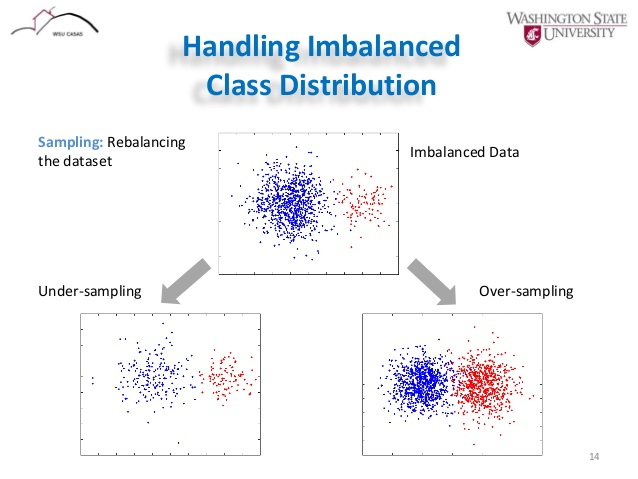 WSU CASAS
WASHINGTON STATE
UNIVERSITY
Handling Imbalanced
Class Distribution
Sampling: Rebalancing
the dataset
Imbalanced Data
Under-sampling
Over-sampling
14